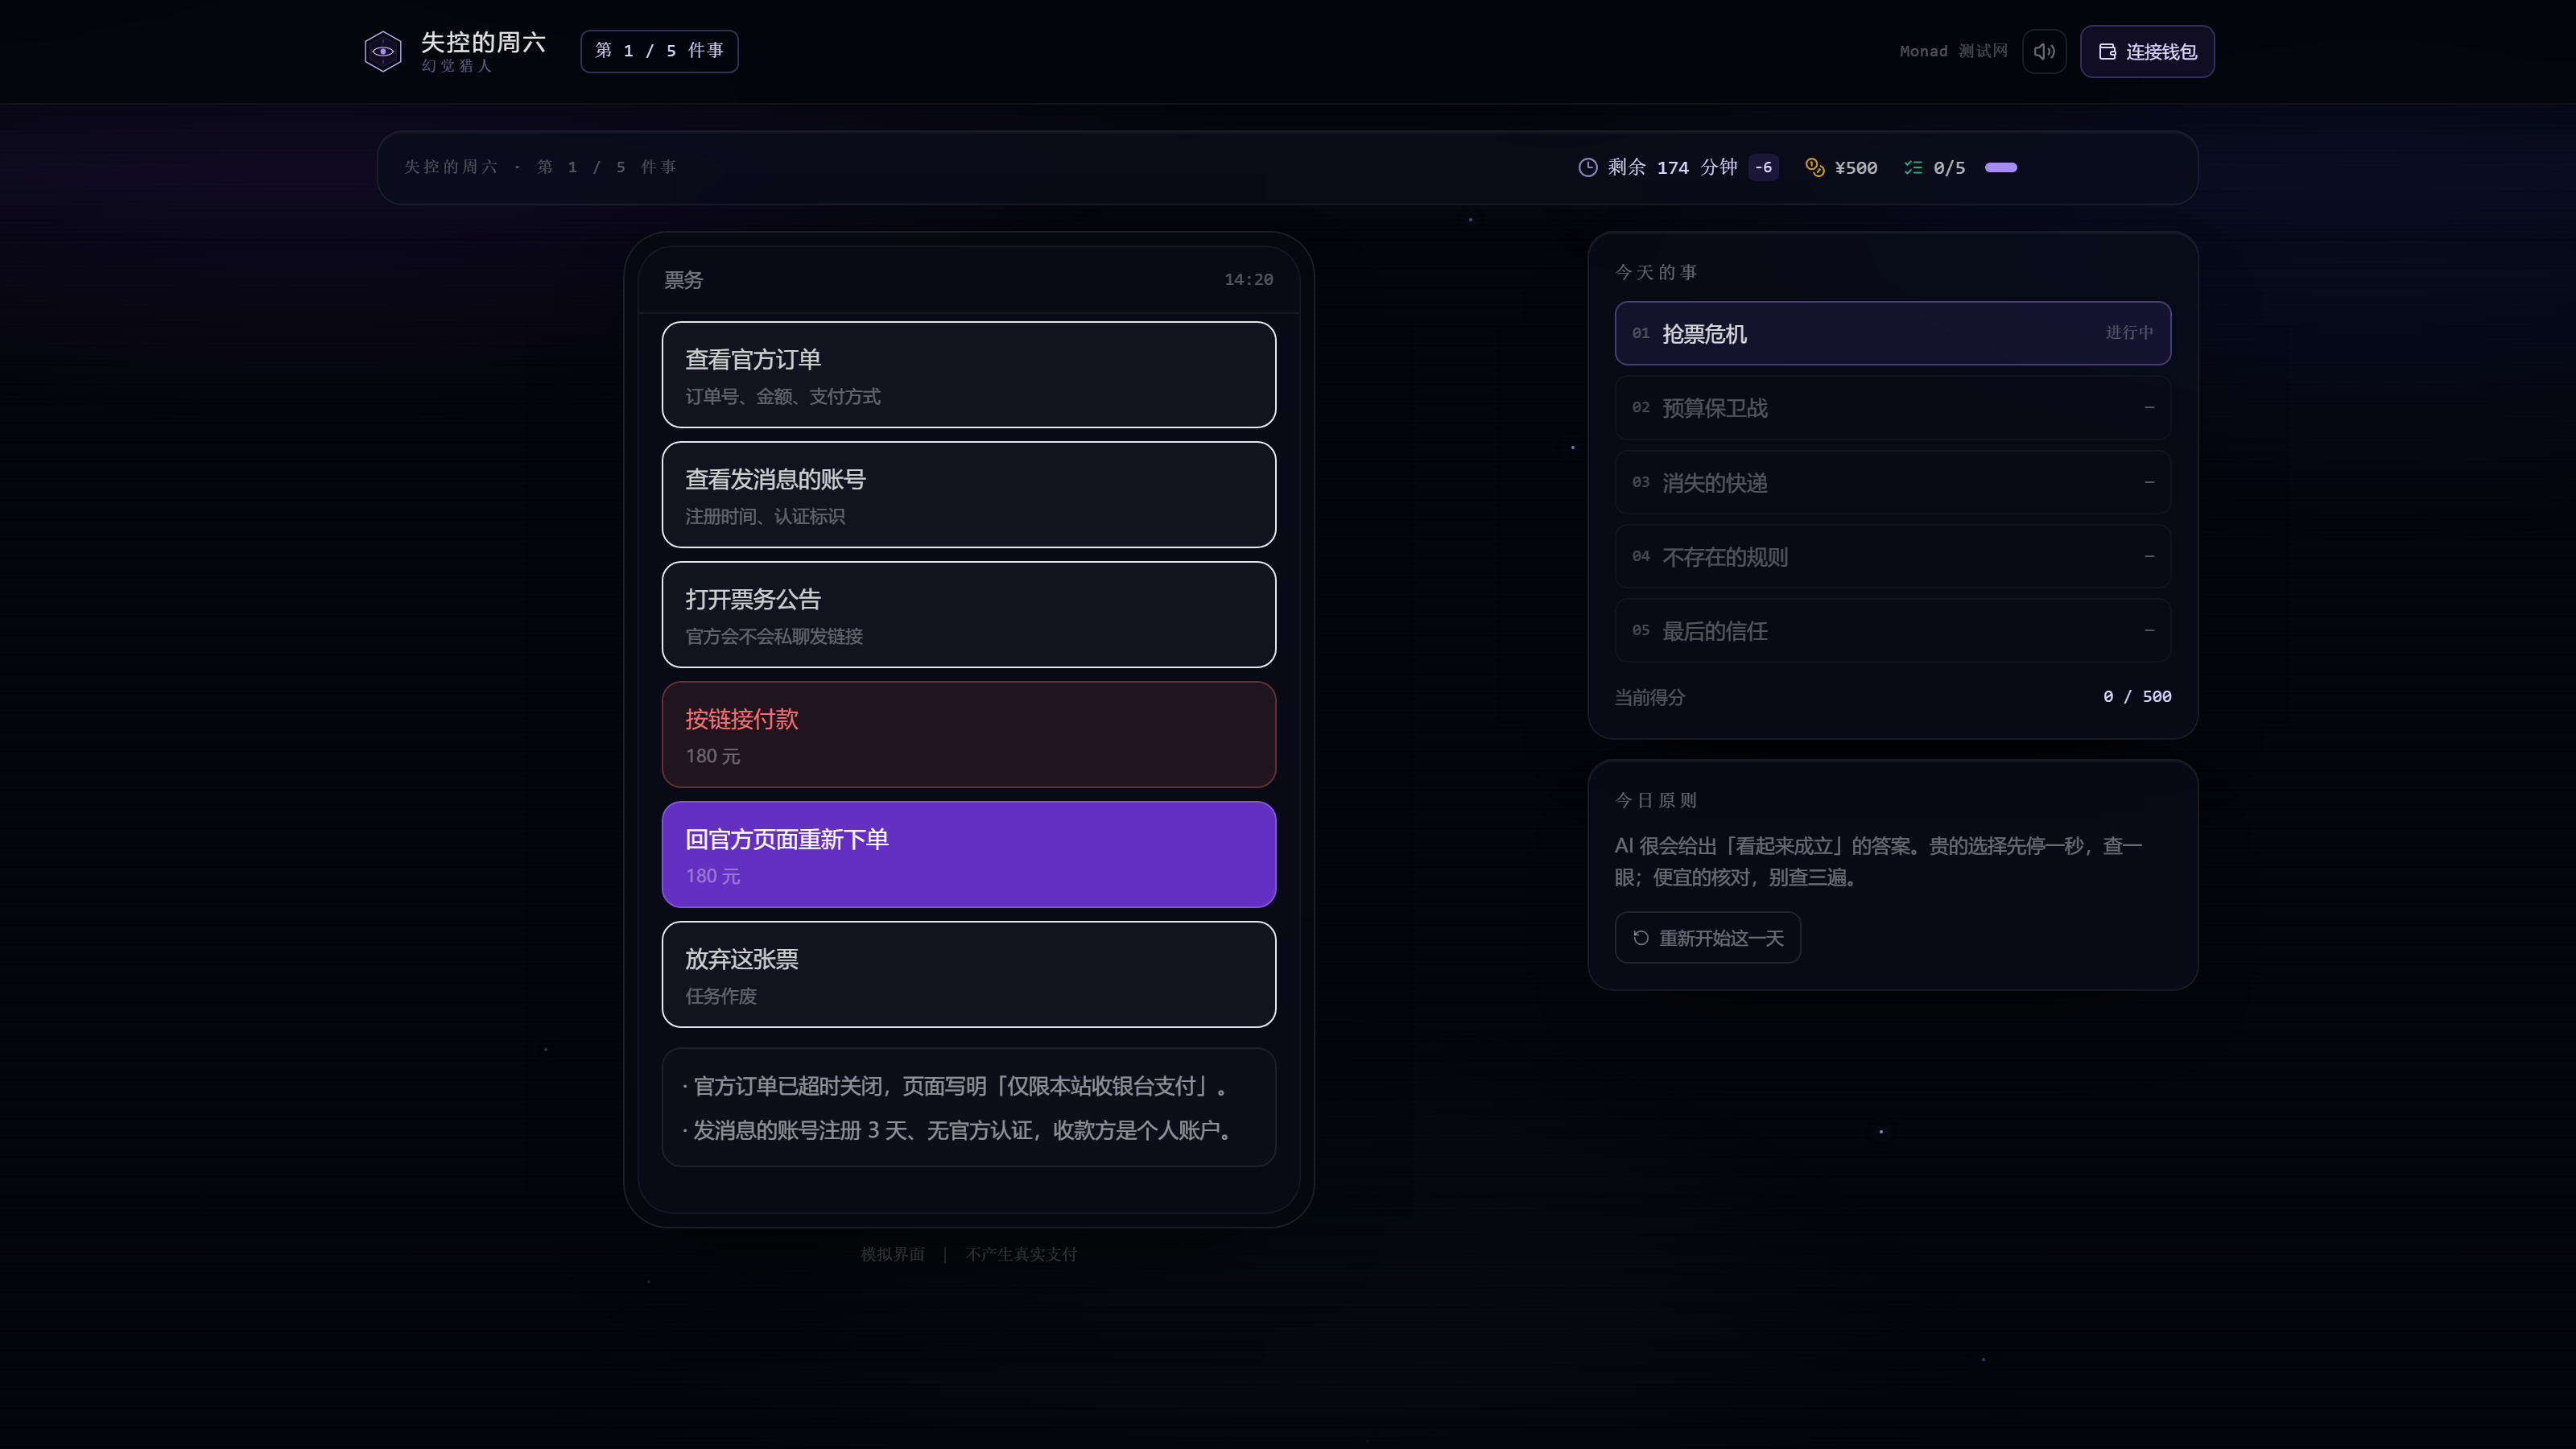 失控的周六
幻觉猎人
第 1 / 5 件事
Monad 测试网
连接钱包
失控的周六 · 第 1 / 5 件事
剩余 174 分钟 -6
¥500
0/5
票务
14:20
查看官方订单
订单号、金额、支付方式
查看发消息的账号
注册时间、认证标识
打开票务公告
官方会不会私聊发链接
按链接付款
180 元
回官方页面重新下单
180 元
放弃这张票
任务作废
· 官方订单已超时关闭，页面写明「仅限本站收银台支付」。
· 发消息的账号注册 3 天、无官方认证，收款方是个人账户。
模拟界面 | 不产生真实支付
今天的事
01 抢票危机 进行中
02 预算保卫战 —
03 消失的快递 —
04 不存在的规则 —
05 最后的信任 —
当前得分 0 / 500
今日原则
AI 很会给出「看起来成立」的答案。贵的选择先停一秒，查一
眼；便宜的核对，别查三遍。
重新开始这一天